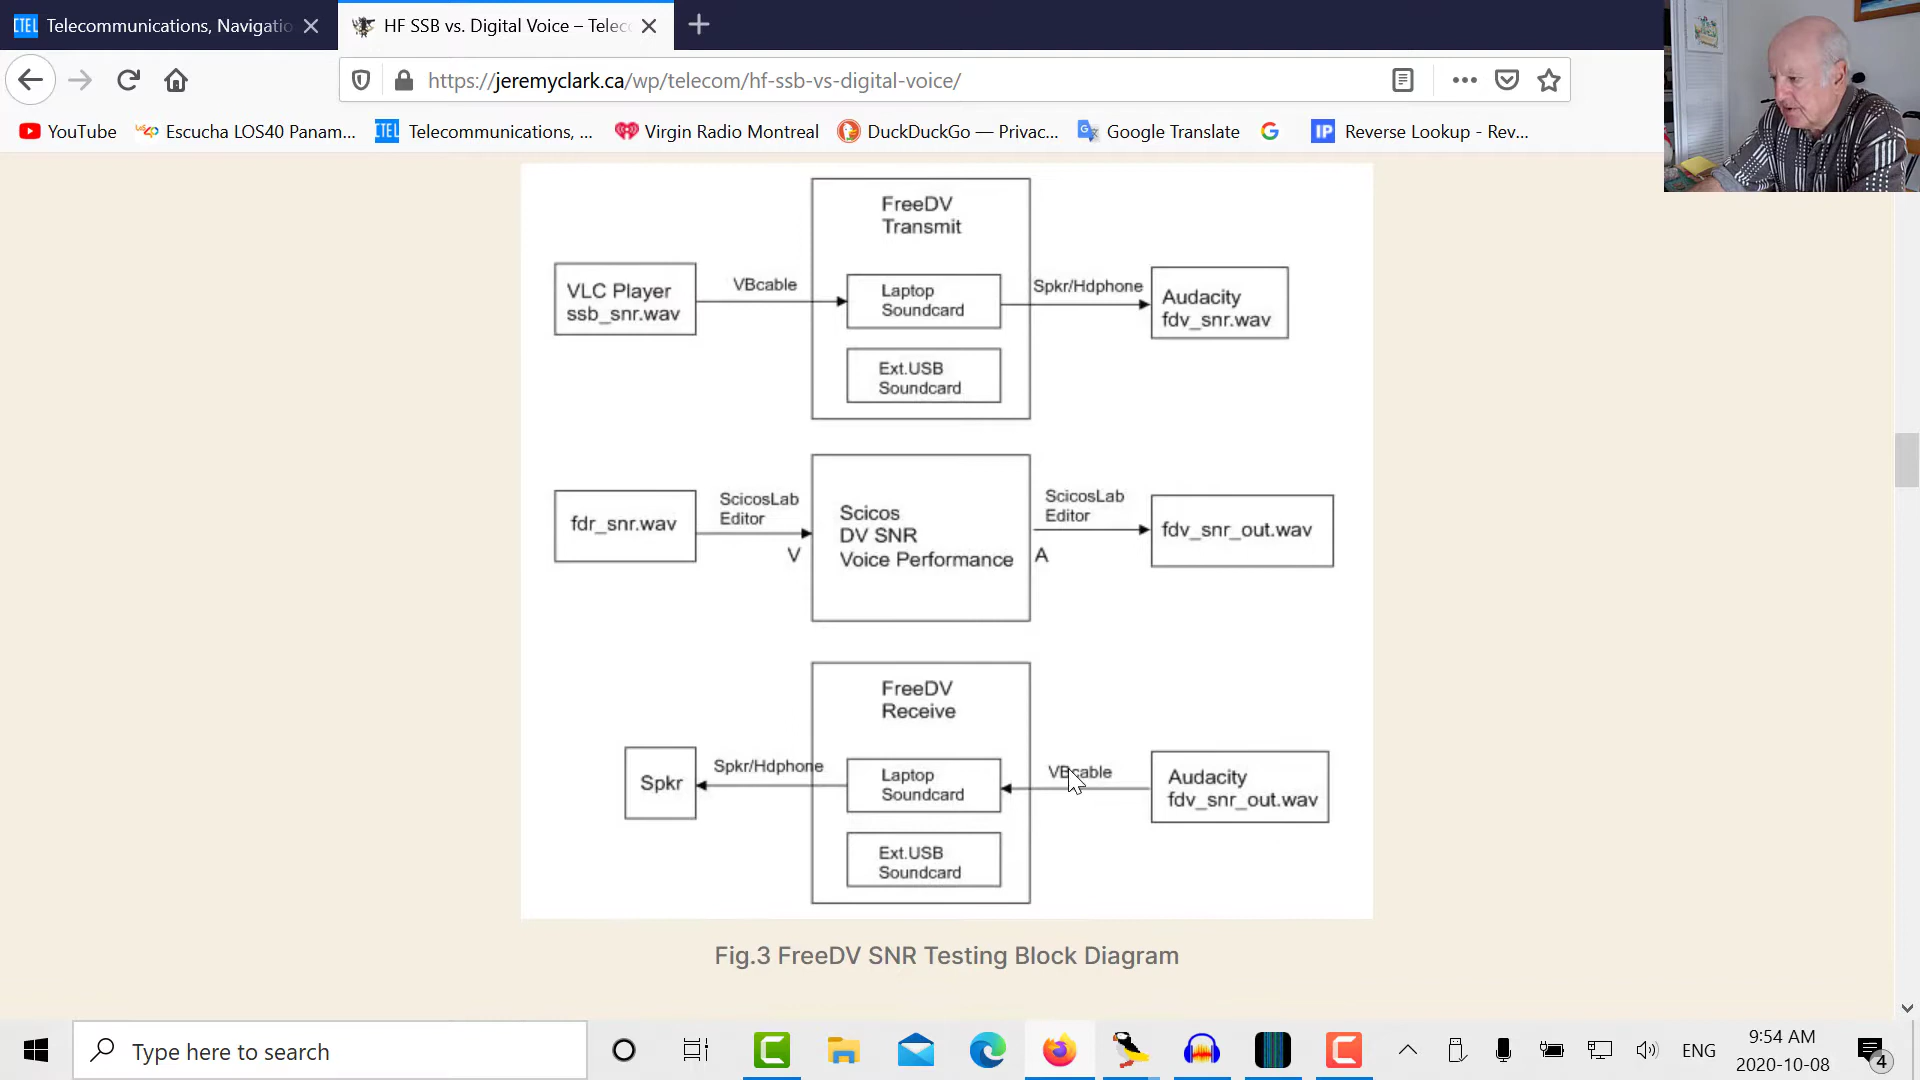 CTEL Telecommunications, Navigatio
HF SSB vs. Digital Voice – Telec
https://jeremyclark.ca/wp/telecom/hf-ssb-vs-digital-voice/
YouTube
Escucha LOS40 Panam...
CTEL Telecommunications, ...
Virgin Radio Montreal
DuckDuckGo — Privac...
Google Translate
G
IP Reverse Lookup - Rev...
FreeDV
Transmit
VLC Player
ssb_snr.wav
VBcable
Laptop
Soundcard
Spkr/Hdphone
Audacity
fdv_snr.wav
Ext.USB
Soundcard
fdr_snr.wav
ScicosLab
Editor
V
Scicos
DV SNR
Voice Performance
ScicosLab
Editor
A
fdv_snr_out.wav
FreeDV
Receive
Spkr
Spkr/Hdphone
Laptop
Soundcard
VBcable
Audacity
fdv_snr_out.wav
Ext.USB
Soundcard
Fig.3 FreeDV SNR Testing Block Diagram
Type here to search
ENG
9:54 AM
2020-10-08
4